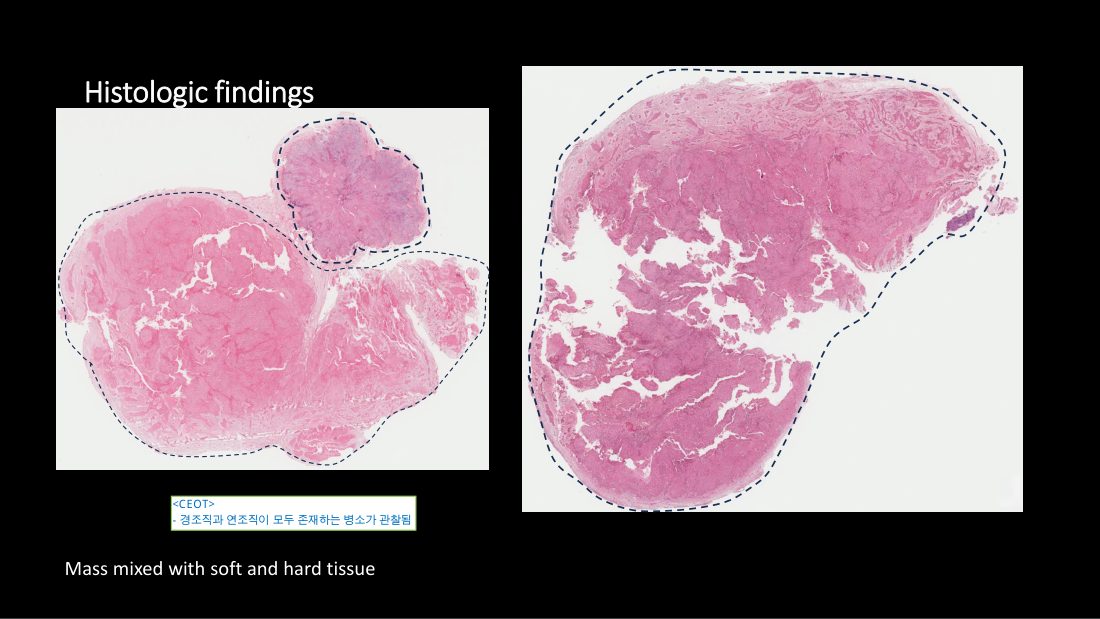 Histologic findings
<CEOT>
- 경조직과 연조직이 모두 존재하는 병소가 관찰됨
Mass mixed with soft and hard tissue